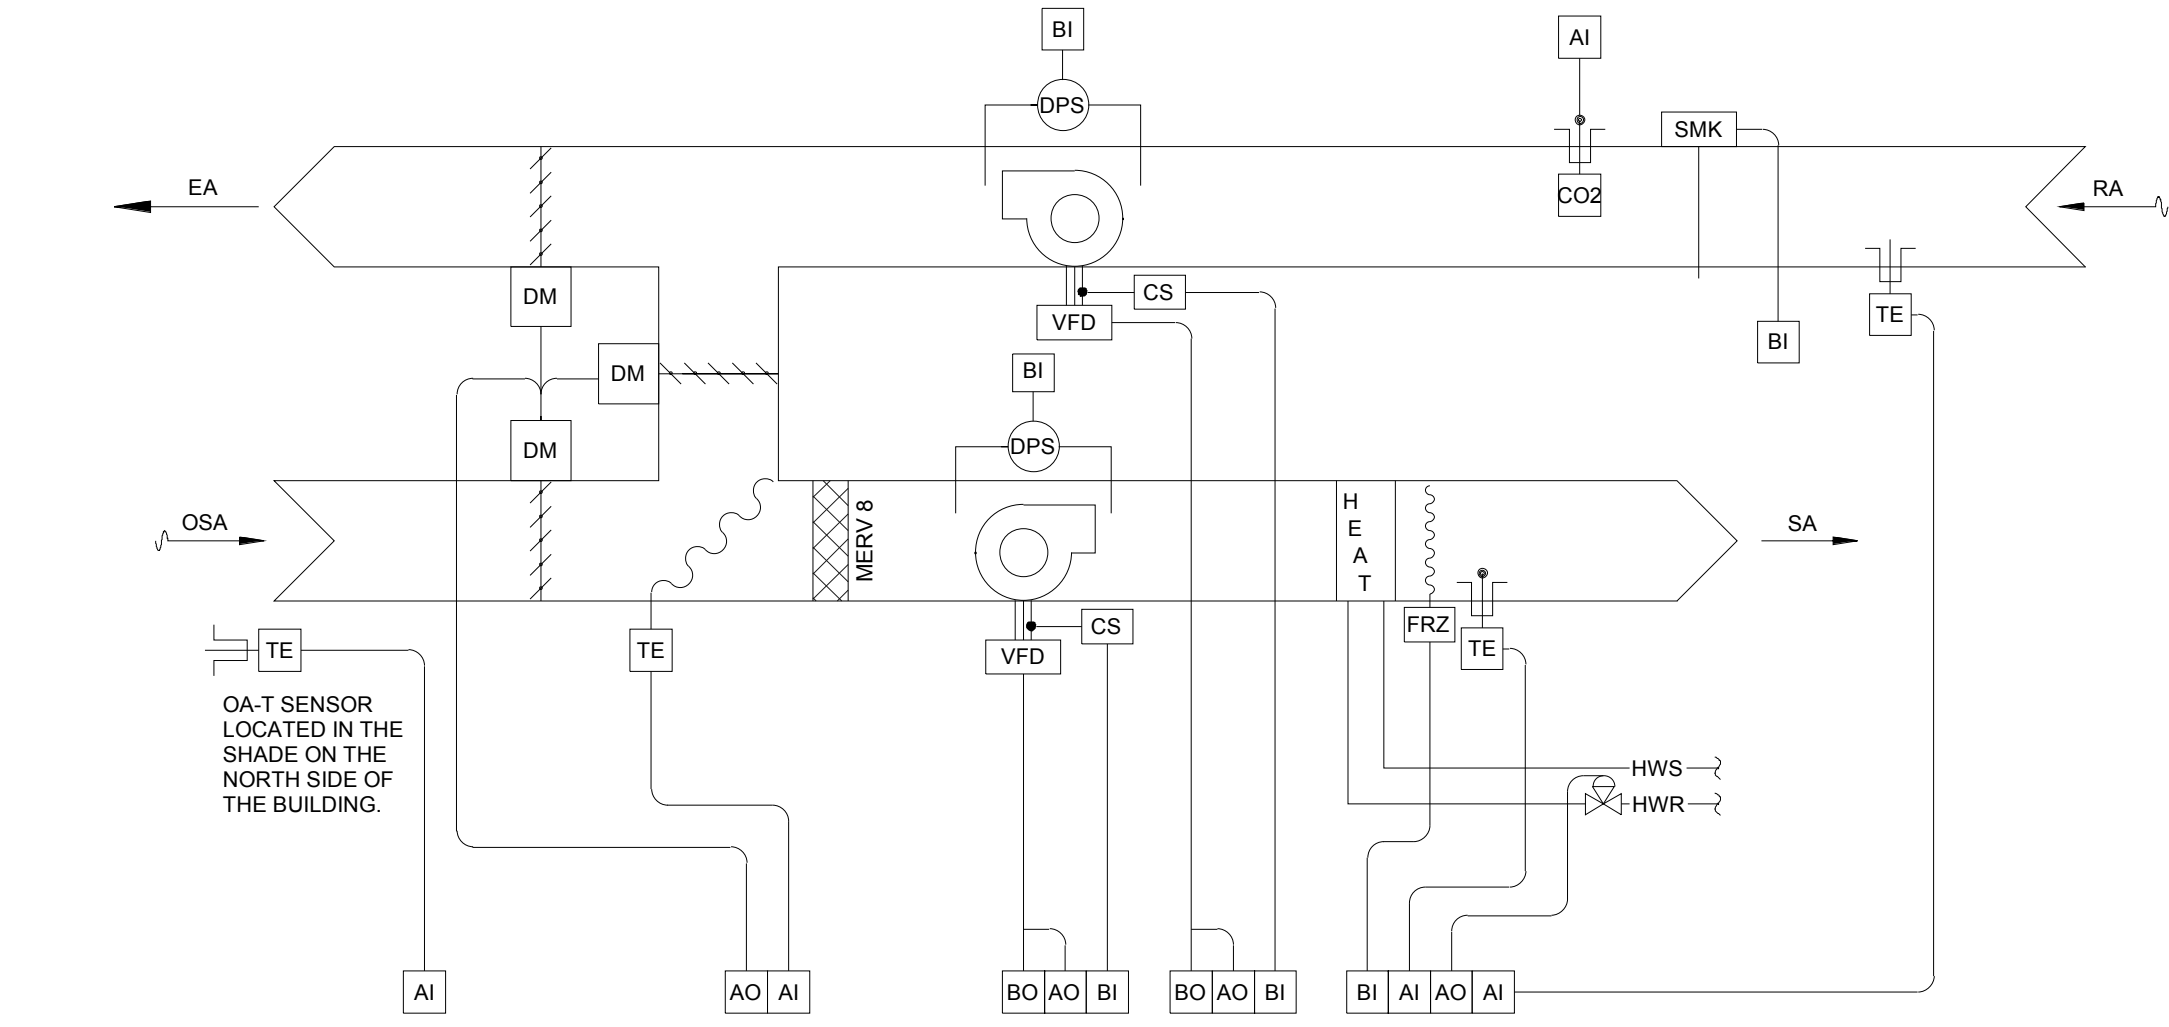 BI
AI
DPS
SMK
EA
CO2
RA
DM
CS
TE
VFD
BI
DM
BI
DPS
DM
MERV 8
H
E
A
T
OSA
SA
CS
FRZ
TE
TE
VFD
TE
OA-T SENSOR
LOCATED IN THE
SHADE ON THE
NORTH SIDE OF
THE BUILDING.
HWS
HWR
AI
AO AI
BO AO BI
BO AO BI
BI AI AO AI